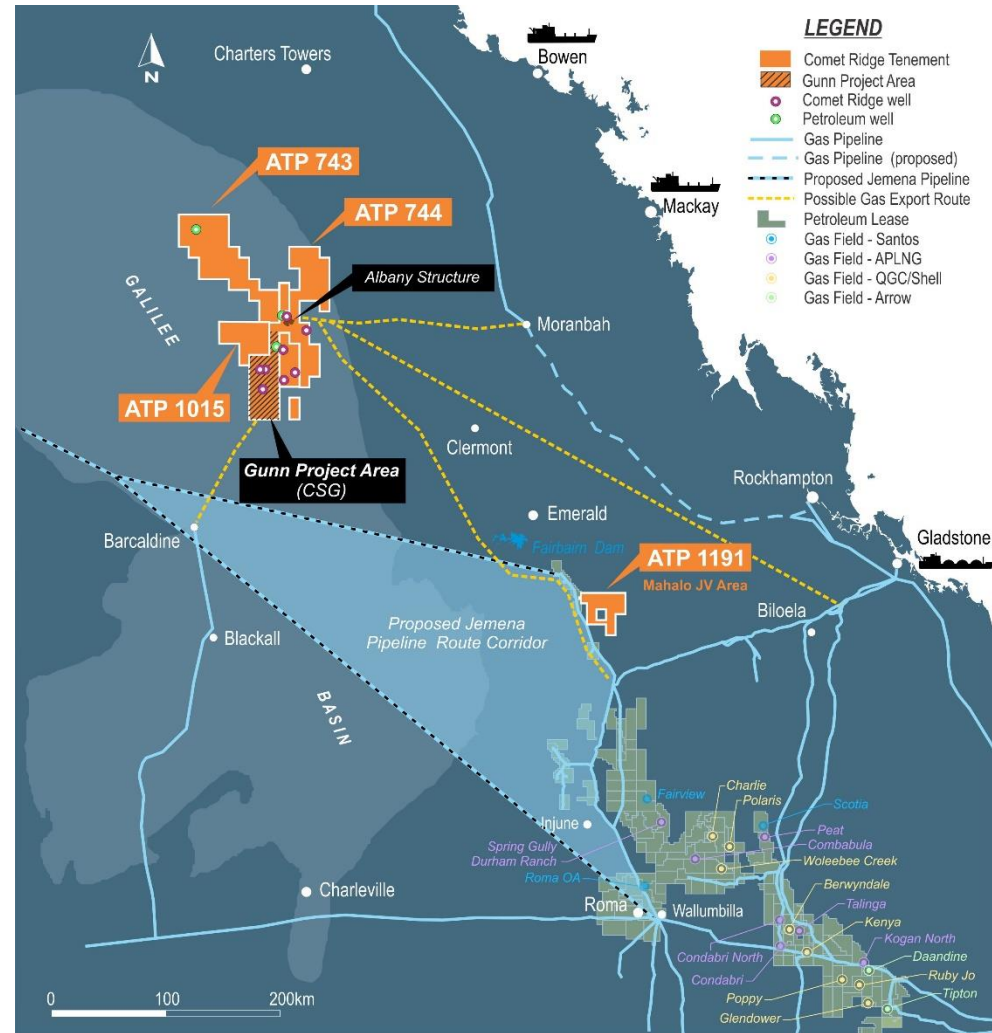 LEGEND
Comet Ridge Tenement
Gunn Project Area
Comet Ridge well
Petroleum well
Gas Pipeline
Gas Pipeline (proposed)
Proposed Jemena Pipeline
Possible Gas Export Route
Petroleum Lease
Gas Field - Santos
Gas Field - APLNG
Gas Field - QGC/Shell
Gas Field - Arrow
N
Charters Towers
Bowen
ATP 743
ATP 744
Mackay
Albany Structure
GALILEE
Moranbah
ATP 1015
Clermont
Gunn Project Area
(CSG)
Rockhampton
Emerald
Barcaldine
Fairbairn Dam
Gladstone
ATP 1191
Mahalo JV Area
Biloela
Proposed Jemena
Pipeline Route Corridor
Blackall
BASIN
Charlie
Fairview
Polaris
Scotia
Injune
Peat
Spring Gully
Combabula
Durham Ranch
Woleebee Creek
Roma OA
Berwyndale
Charleville
Talinga
Roma
Wallumbilla
Kenya
Kogan North
Condabri North
Daandine
Condabri
Ruby Jo
Poppy
Tipton
Glendower
0
100
200km